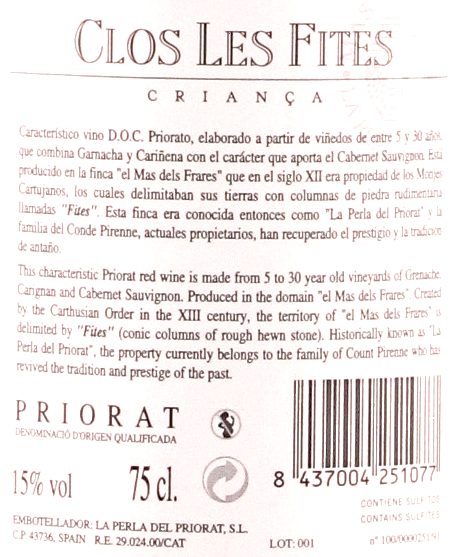 CLOS LES FITES
CRIANÇA
Característico vino D.O.C. Priorato, elaborado a partir de viñedos de entre 5 y 30 años,
que combina Garnacha y Cariñena con el carácter que aporta el Cabernet Sauvignon. Está
producido en la finca "el Mas dels Frares" que en el siglo XII era propiedad de los Monjes
Cartujanos, los cuales delimitaban sus tierras con columnas de piedra rudimentaria
llamadas "Fites". Esta finca era conocida entonces como "La Perla del Priorat" y la
familia del Conde Pirenne, actuales propietarios, han recuperado el prestigio y la tradición
de antaño.
This characteristic Priorat red wine is made from 5 to 30 year old vineyards of Grenache,
Carignan and Cabernet Sauvignon. Produced in the domain "el Mas dels Frares". Created
by the Carthusian Order in the XIII century, the territory of "el Mas dels Frares" is
delimited by "Fites" (conic columns of rough hewn stone). Historically known as "La
Perla del Priorat", the property currently belongs to the family of Count Pirenne who has
revived the tradition and prestige of the past.
PRIORAT
DENOMINACIÓ D'ORIGEN QUALIFICADA
15% vol 75 cl.
8 437004 251077
CONTIENE SULFITOS
CONTAINS SULFITES
EMBOTELLADOR: LA PERLA DEL PRIORAT, S.L.
C.P. 43736, SPAIN R.E. 29.024.00/CAT LOT: 001 nº